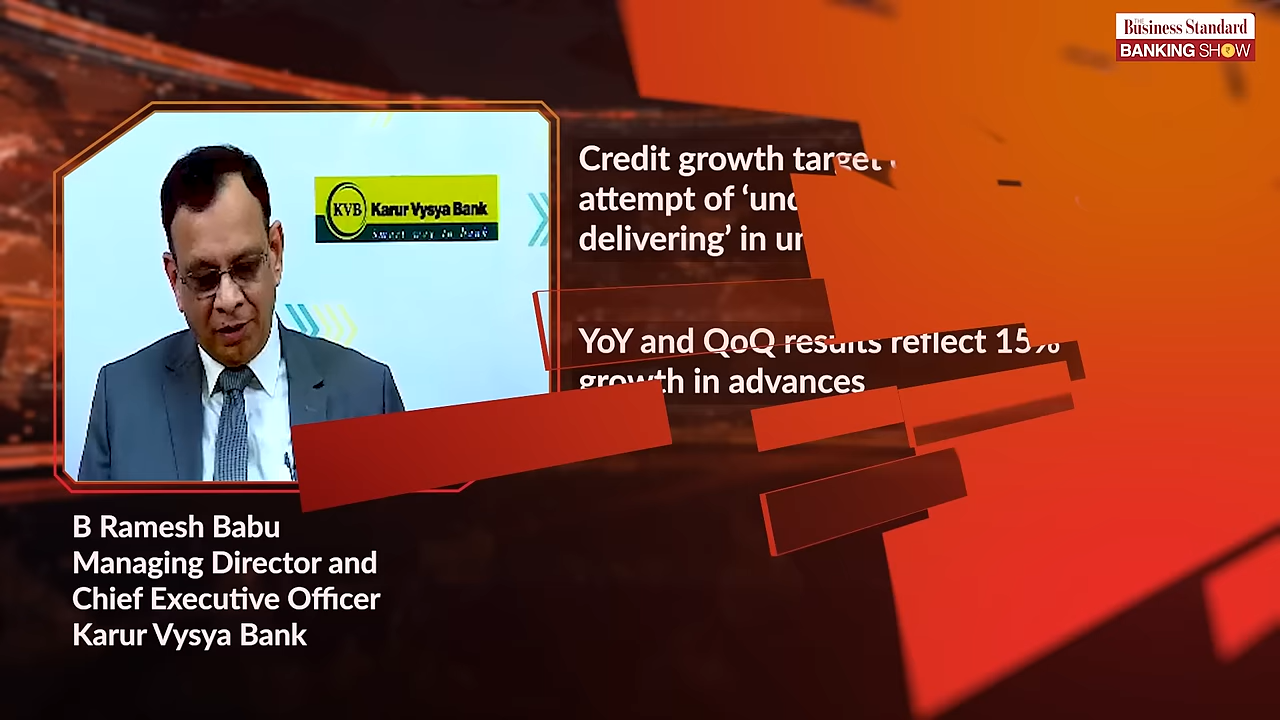 THE
Business Standard
BANKING SHOW
KVB Karur Vysya Bank
Smart way to bank
Credit growth target
attempt of ‘
delivering’ in
YoY and QoQ results reflect 15%
growth in advances
B Ramesh Babu
Managing Director and
Chief Executive Officer
Karur Vysya Bank